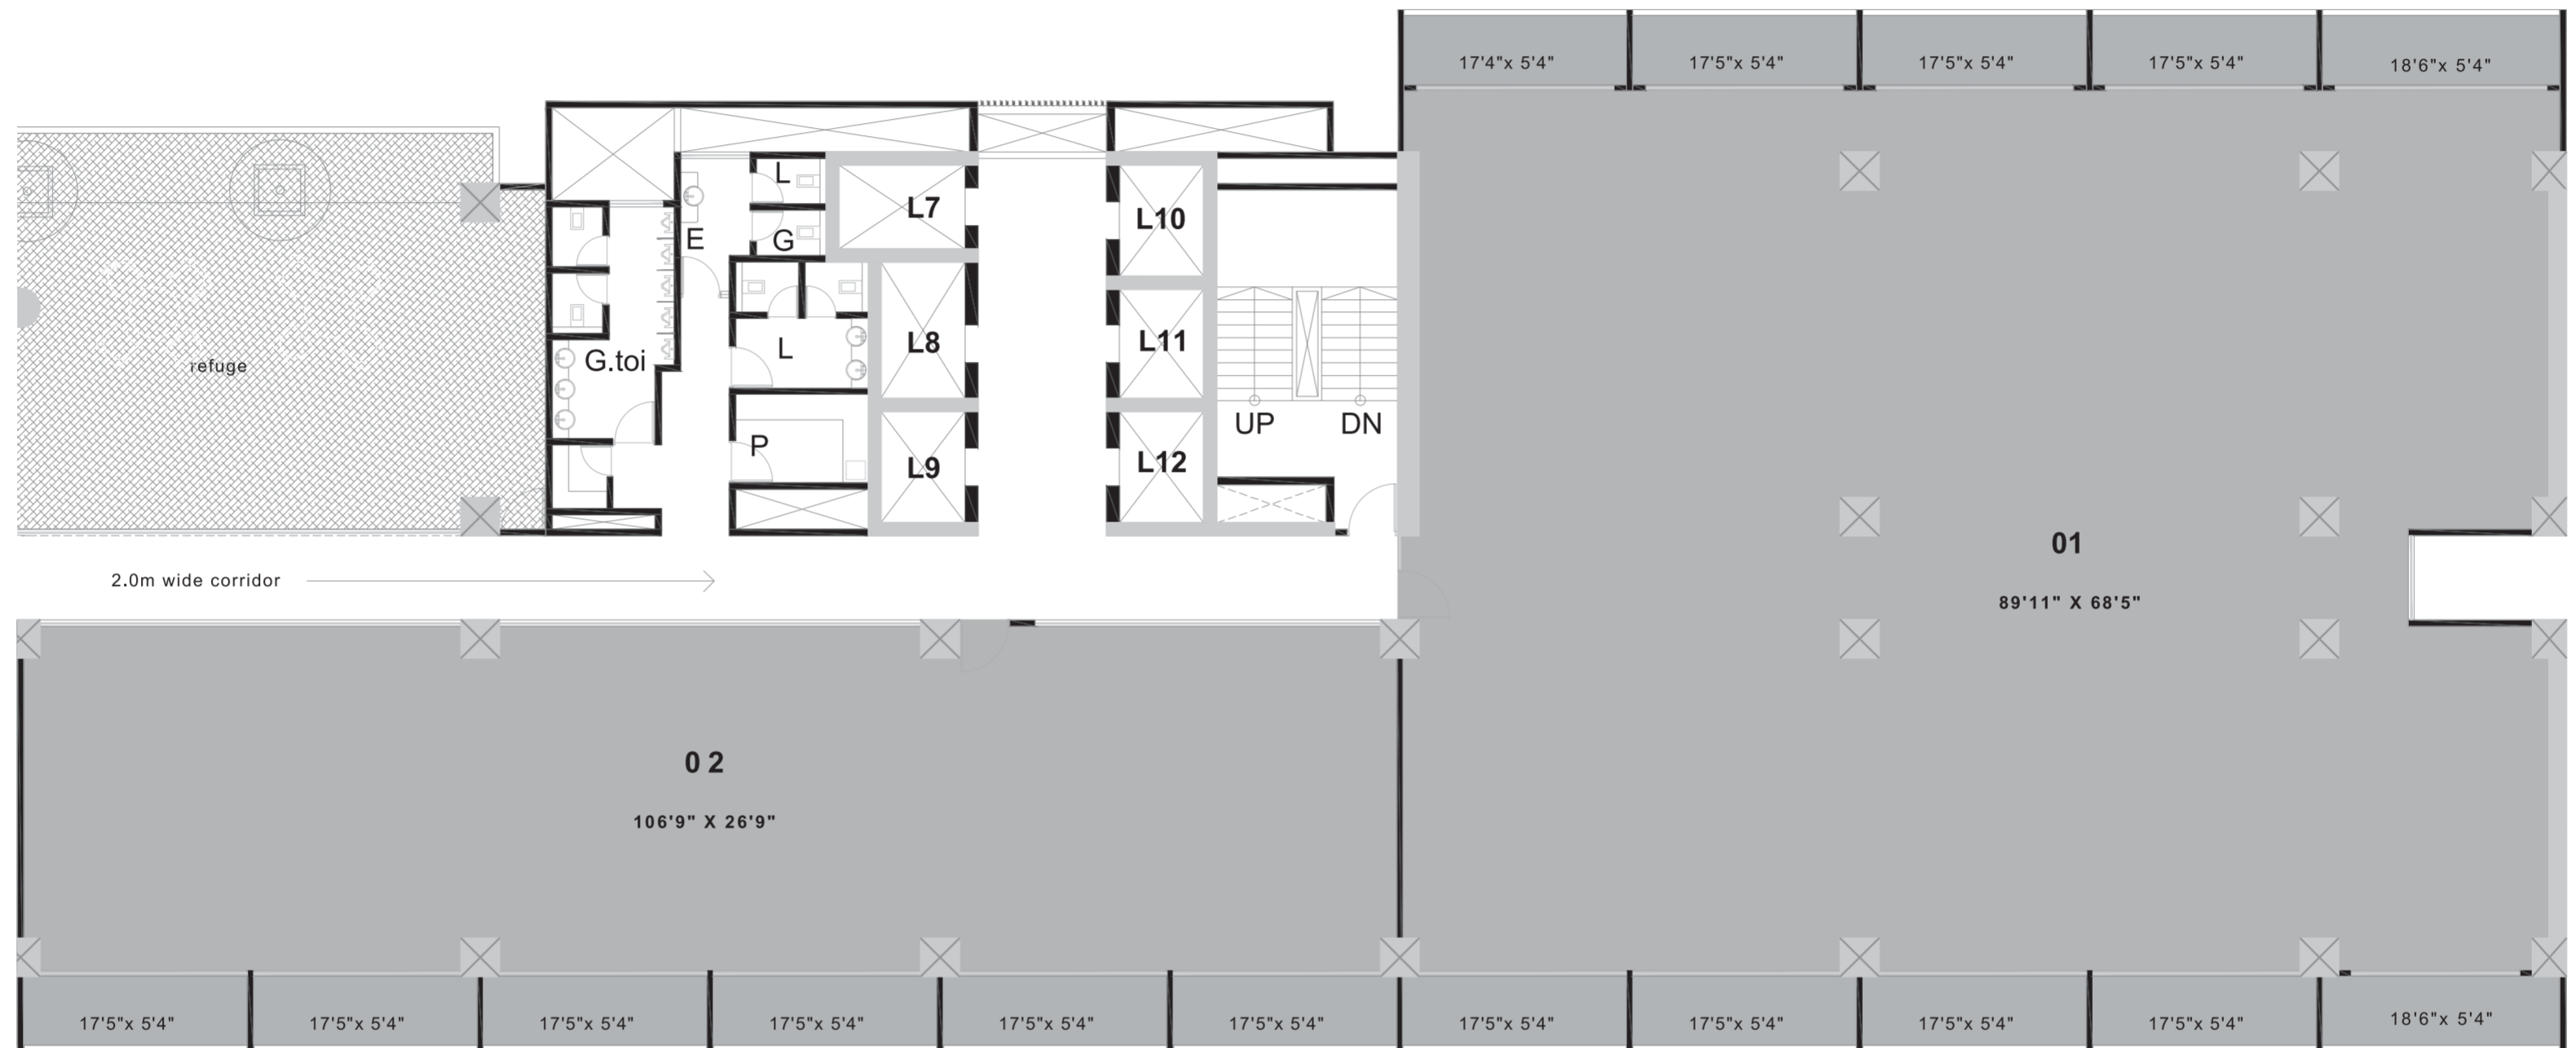 17'4"x 5'4"
17'5"x 5'4"
17'5"x 5'4"
17'5"x 5'4"
18'6"x 5'4"
L
E
G
L7
L10
refuge
G.toi
L
L8
L11
UP
DN
P
L9
L12
2.0m wide corridor
01
89'11" X 68'5"
0 2
106'9" X 26'9"
17'5"x 5'4"
17'5"x 5'4"
17'5"x 5'4"
17'5"x 5'4"
17'5"x 5'4"
17'5"x 5'4"
17'5"x 5'4"
17'5"x 5'4"
17'5"x 5'4"
17'5"x 5'4"
18'6"x 5'4"